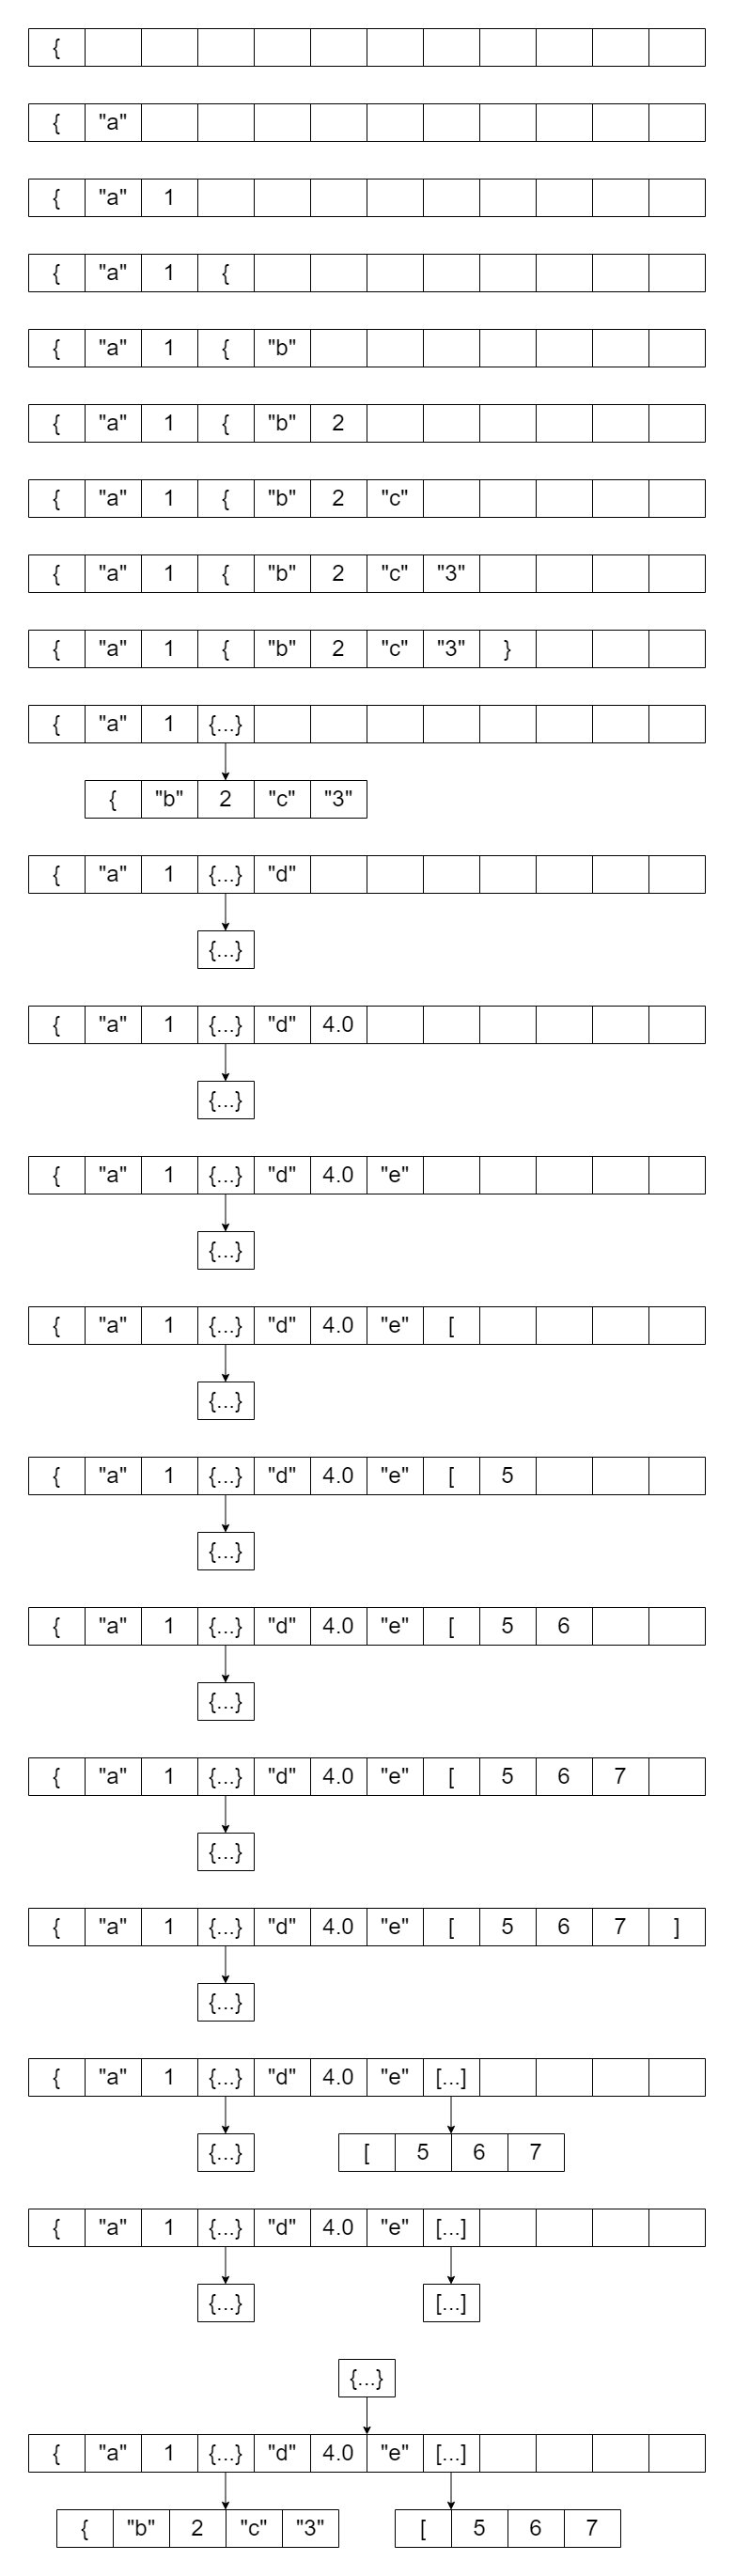 {
{ "a"
{ "a" 1
{ "a" 1 {
{ "a" 1 { "b"
{ "a" 1 { "b" 2
{ "a" 1 { "b" 2 "c"
{ "a" 1 { "b" 2 "c" "3"
{ "a" 1 { "b" 2 "c" "3" }
{ "a" 1 {...}
{ "b" 2 "c" "3"
{ "a" 1 {...} "d"
{...}
{ "a" 1 {...} "d" 4.0
{...}
{ "a" 1 {...} "d" 4.0 "e"
{...}
{ "a" 1 {...} "d" 4.0 "e" [
{...}
{ "a" 1 {...} "d" 4.0 "e" [ 5
{...}
{ "a" 1 {...} "d" 4.0 "e" [ 5 6
{...}
{ "a" 1 {...} "d" 4.0 "e" [ 5 6 7
{...}
{ "a" 1 {...} "d" 4.0 "e" [ 5 6 7 ]
{...}
{ "a" 1 {...} "d" 4.0 "e" [...]
{...} [ 5 6 7
{ "a" 1 {...} "d" 4.0 "e" [...]
{...} [...]
{...}
{ "a" 1 {...} "d" 4.0 "e" [...]
{ "b" 2 "c" "3" [ 5 6 7